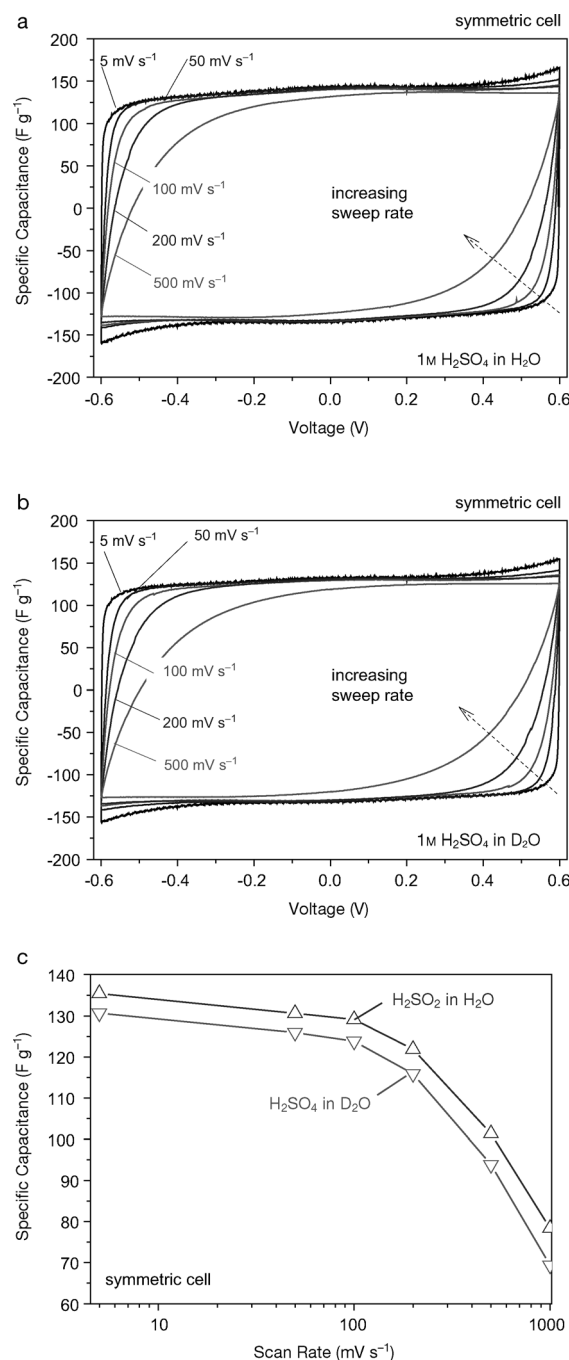 a
symmetric cell
Specific Capacitance (F g⁻¹)
200
150
100
50
0
-50
-100
-150
-200
5 mV s⁻¹
50 mV s⁻¹
100 mV s⁻¹
200 mV s⁻¹
500 mV s⁻¹
increasing
sweep rate
1M H₂SO₄ in H₂O
-0.6 -0.4 -0.2 0.0 0.2 0.4 0.6
Voltage (V)
b
symmetric cell
Specific Capacitance (F g⁻¹)
200
150
100
50
0
-50
-100
-150
-200
5 mV s⁻¹
50 mV s⁻¹
100 mV s⁻¹
200 mV s⁻¹
500 mV s⁻¹
increasing
sweep rate
1M H₂SO₄ in D₂O
-0.6 -0.4 -0.2 0.0 0.2 0.4 0.6
Voltage (V)
c
Specific Capacitance (F g⁻¹)
140
130
120
110
100
90
80
70
60
H₂SO₂ in H₂O
H₂SO₄ in D₂O
symmetric cell
10 100 1000
Scan Rate (mV s⁻¹)